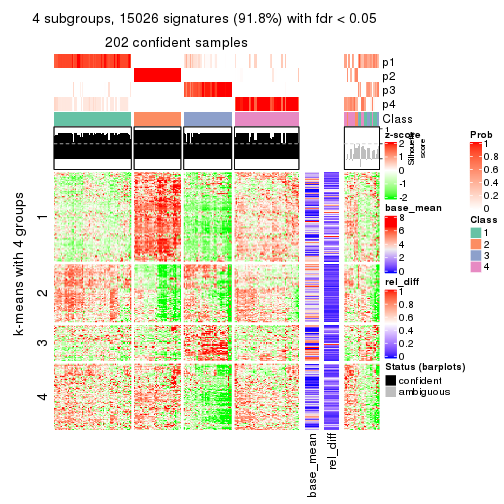 4 subgroups, 15026 signatures (91.8%) with fdr < 0.05
202 confident samples
p1
p2
p3
p4
Class
1
Silhouette
score
k-means with 4 groups
1
2
3
4
base_mean
rel_diff
z-score
2
1
0
-1
-2
base_mean
8
6
4
2
0
rel_diff
1
0.8
0.6
0.4
0.2
0
Status (barplots)
confident
ambiguous
Prob
1
0.8
0.6
0.4
0.2
0
Class
1
2
3
4